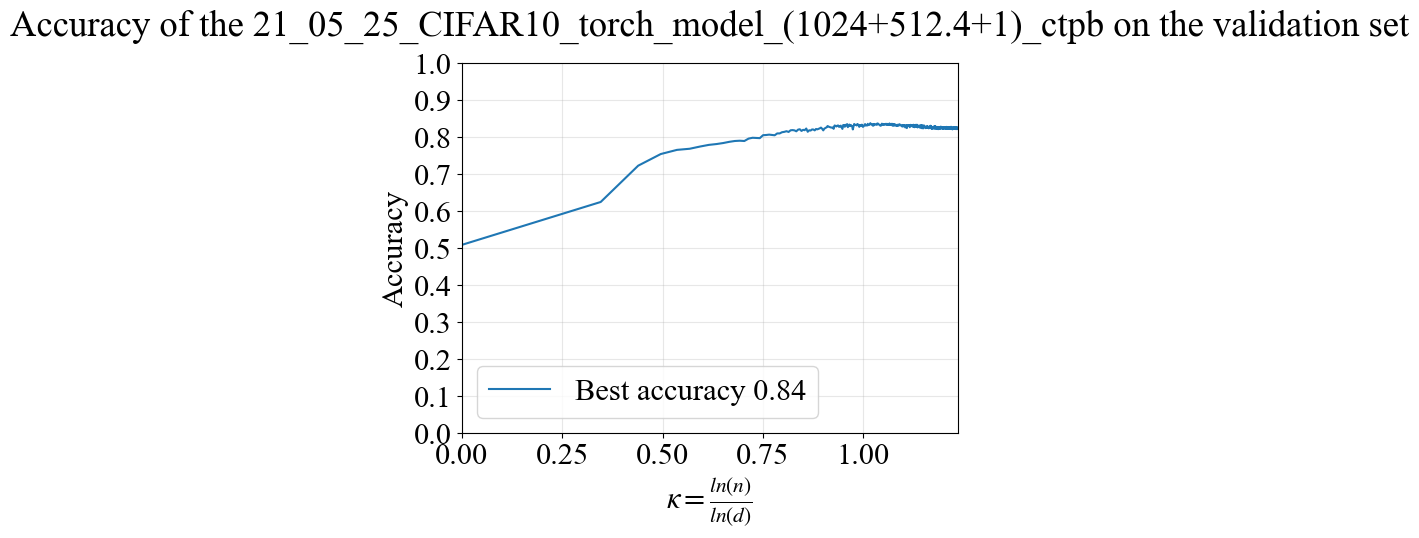 Accuracy of the 21_05_25_CIFAR10_torch_model_(1024+512.4+1)_ctpb on the validation set
1.0
0.9
0.8
0.7
0.6
0.5
0.4
0.3
0.2
0.1
0.0
Accuracy
Best accuracy 0.84
0.00 0.25 0.50 0.75 1.00
κ = ln(n)/ln(d)